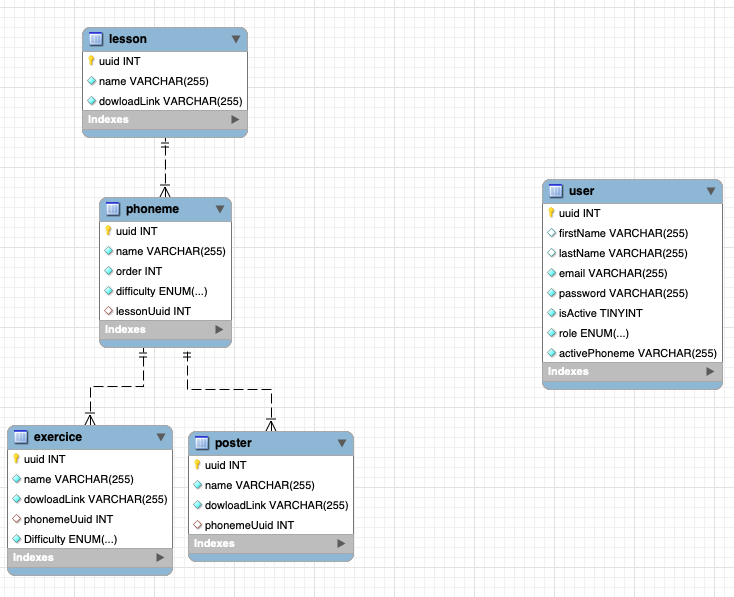 lesson
uuid INT
name VARCHAR(255)
dowloadLink VARCHAR(255)
Indexes
phoneme
uuid INT
name VARCHAR(255)
order INT
difficulty ENUM(...)
lessonUuid INT
Indexes
user
uuid INT
firstName VARCHAR(255)
lastName VARCHAR(255)
email VARCHAR(255)
password VARCHAR(255)
isActive TINYINT
role ENUM(...)
activePhoneme VARCHAR(255)
Indexes
exercice
uuid INT
name VARCHAR(255)
dowloadLink VARCHAR(255)
phonemeUuid INT
Difficulty ENUM(...)
Indexes
poster
uuid INT
name VARCHAR(255)
dowloadLink VARCHAR(255)
phonemeUuid INT
Indexes